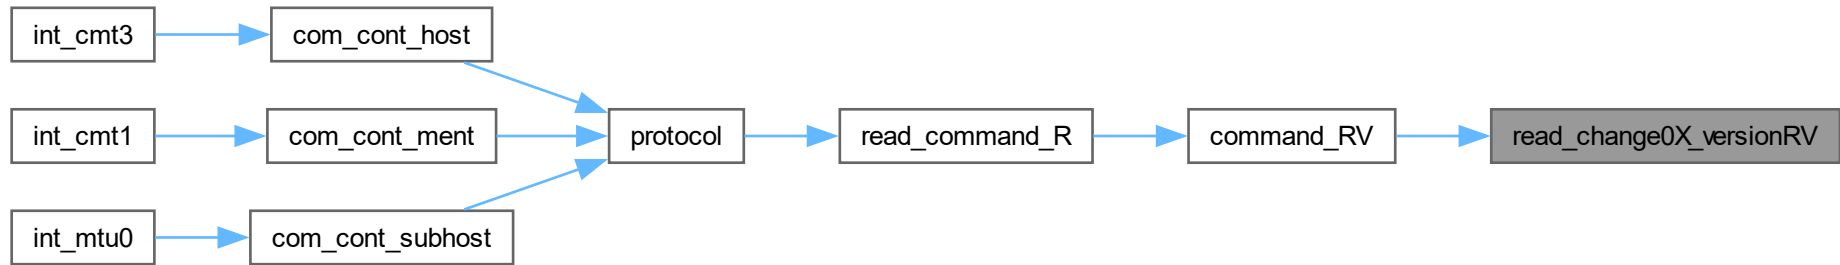 int_cmt3
com_cont_host
int_cmt1
com_cont_ment
protocol
read_command_R
command_RV
read_change0X_versionRV
int_mtu0
com_cont_subhost